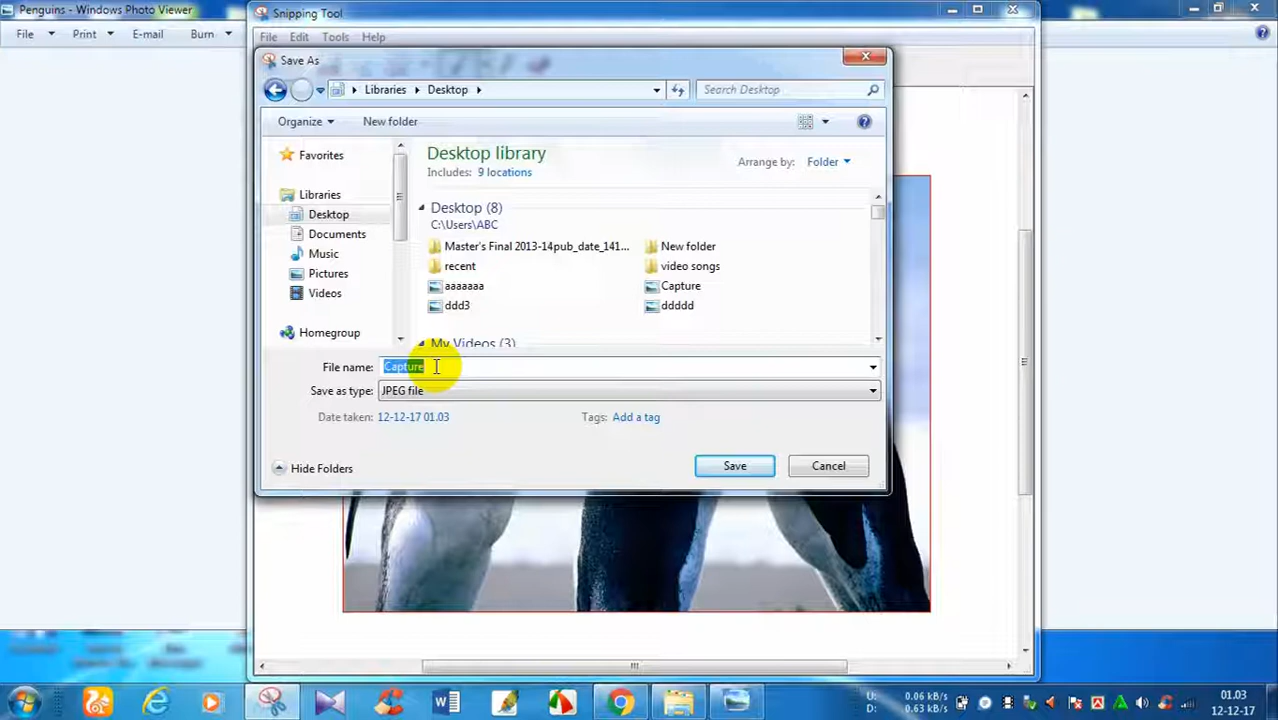 Penguins - Windows Photo Viewer
File Print E-mail Burn
Snipping Tool
File Edit Tools Help
Save As
Libraries Desktop
Search Desktop
Organize New folder
Favorites
Libraries
Desktop
Documents
Music
Pictures
Videos
Homegroup
Desktop library
Includes: 9 locations
Arrange by: Folder
Desktop (8)
C:\Users\ABC
Master's Final 2013-14pub_date_141... New folder
recent video songs
aaaaaaa Capture
ddd3 ddddd
My Videos (3)
File name: Capture
Save as type: JPEG file
Date taken: 12-12-17 01.03 Tags: Add a tag
Hide Folders
Save Cancel
U: 0.06 kB/s
D: 0.63 kB/s
01.03
12-12-17